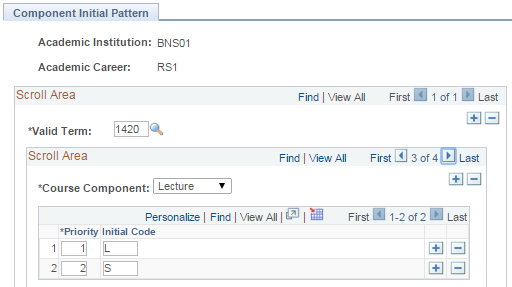 Component Initial Pattern
Academic Institution: BNS01
Academic Career: RS1
Scroll Area Find | View All First 1 of 1 Last
*Valid Term: 1420
Scroll Area Find | View All First 3 of 4 Last
*Course Component: Lecture
Personalize | Find | View All | | First 1-2 of 2 Last
*Priority Initial Code
1 1 L
2 2 S